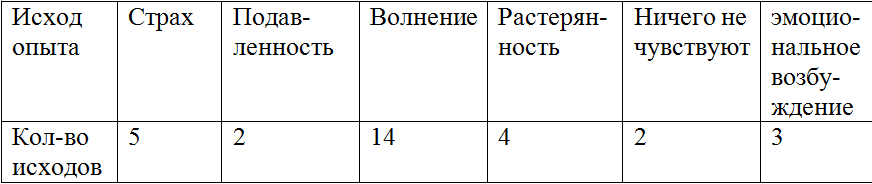 Исход опыта
Страх
Подав-
ленность
Волнение
Растерян-
ность
Ничего не
чувствуют
эмоцио-
нальное
возбу-
ждение
Кол-во
исходов
5
2
14
4
2
3